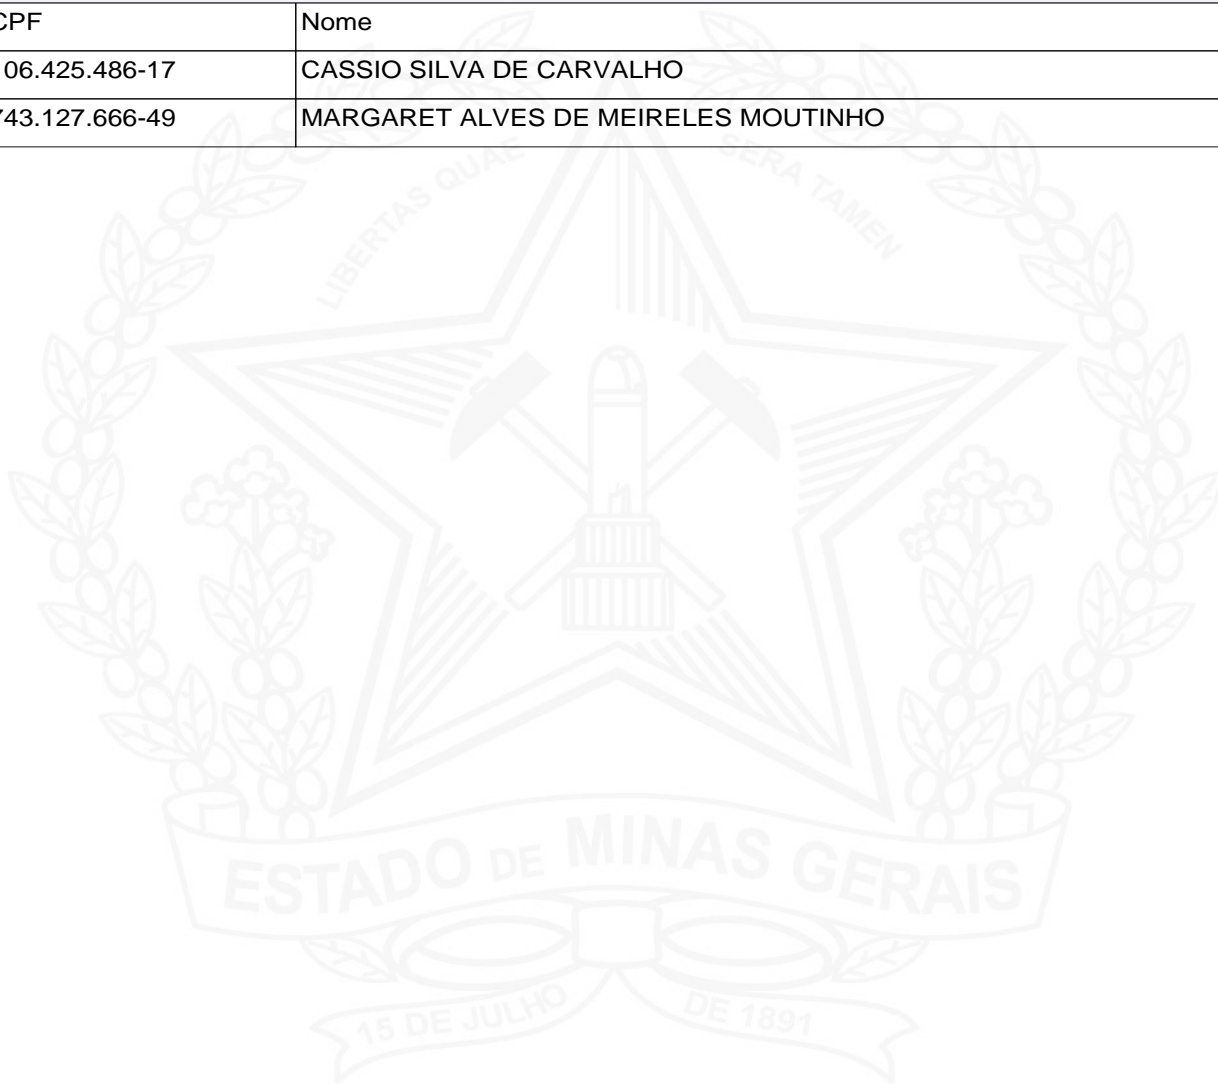 CPF Nome
06.425.486-17 CASSIO SILVA DE CARVALHO
743.127.666-49 MARGARET ALVES DE MEIRELES MOUTINHO
LIBERTAS QUAE SERA TAMEN
ESTADO DE MINAS GERAIS
15 DE JULHO DE 1891